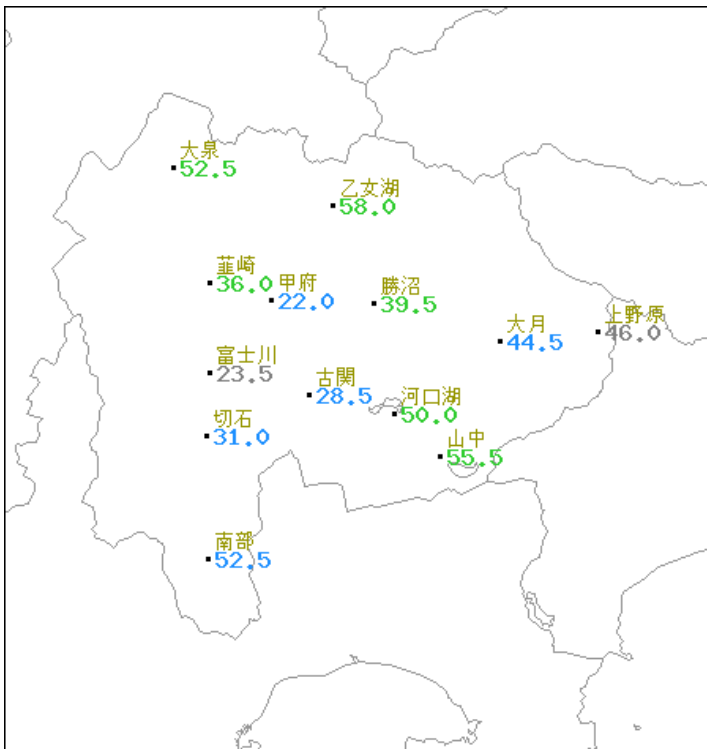 大泉
52.5
乙女湖
58.0
韮崎
36.0
甲府
22.0
勝沼
39.5
大月
44.5
上野原
46.0
富士川
23.5
古関
28.5
河口湖
50.0
切石
31.0
山中
55.5
南部
52.5